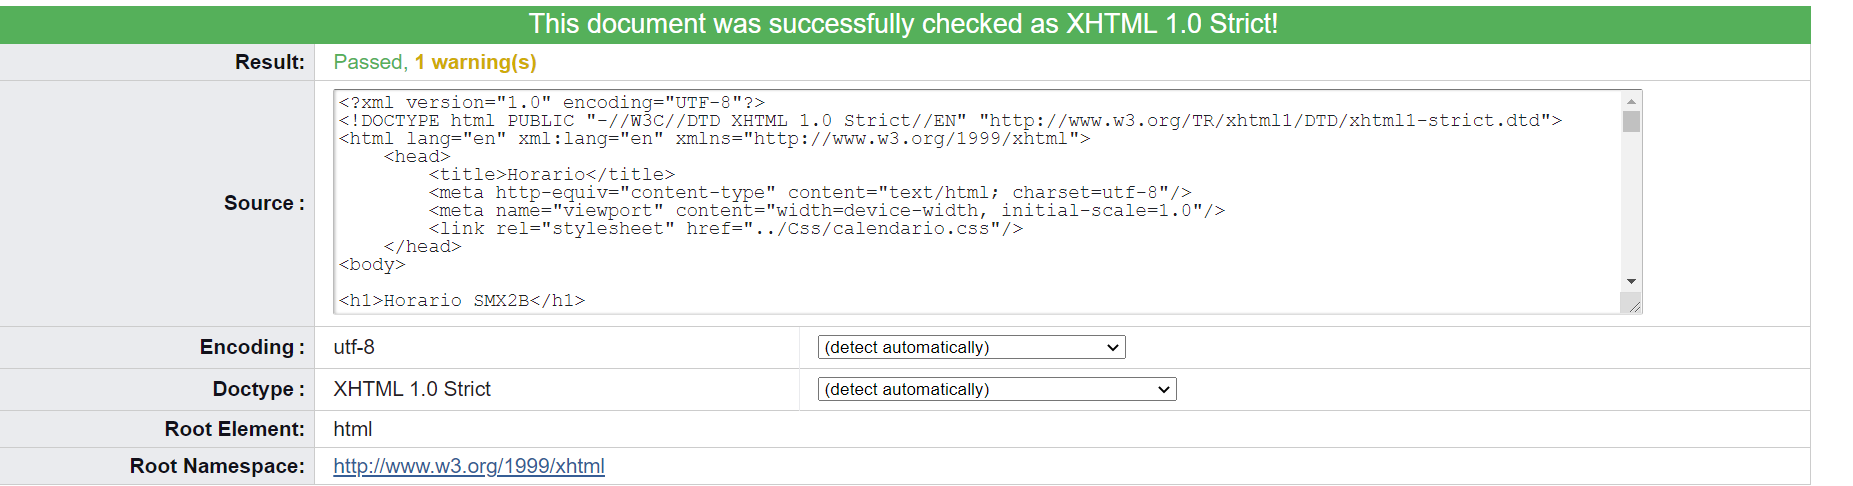 This document was successfully checked as XHTML 1.0 Strict!
Result: Passed, 1 warning(s)
Source :
<?xml version="1.0" encoding="UTF-8"?>
<!DOCTYPE html PUBLIC "-//W3C//DTD XHTML 1.0 Strict//EN" "http://www.w3.org/TR/xhtml1/DTD/xhtml1-strict.dtd">
<html lang="en" xml:lang="en" xmlns="http://www.w3.org/1999/xhtml">
    <head>
        <title>Horario</title>
        <meta http-equiv="content-type" content="text/html; charset=utf-8"/>
        <meta name="viewport" content="width=device-width, initial-scale=1.0"/>
        <link rel="stylesheet" href="../Css/calendario.css"/>
    </head>
<body>
<h1>Horario SMX2B</h1>
Encoding : utf-8 (detect automatically)
Doctype : XHTML 1.0 Strict (detect automatically)
Root Element: html
Root Namespace: http://www.w3.org/1999/xhtml